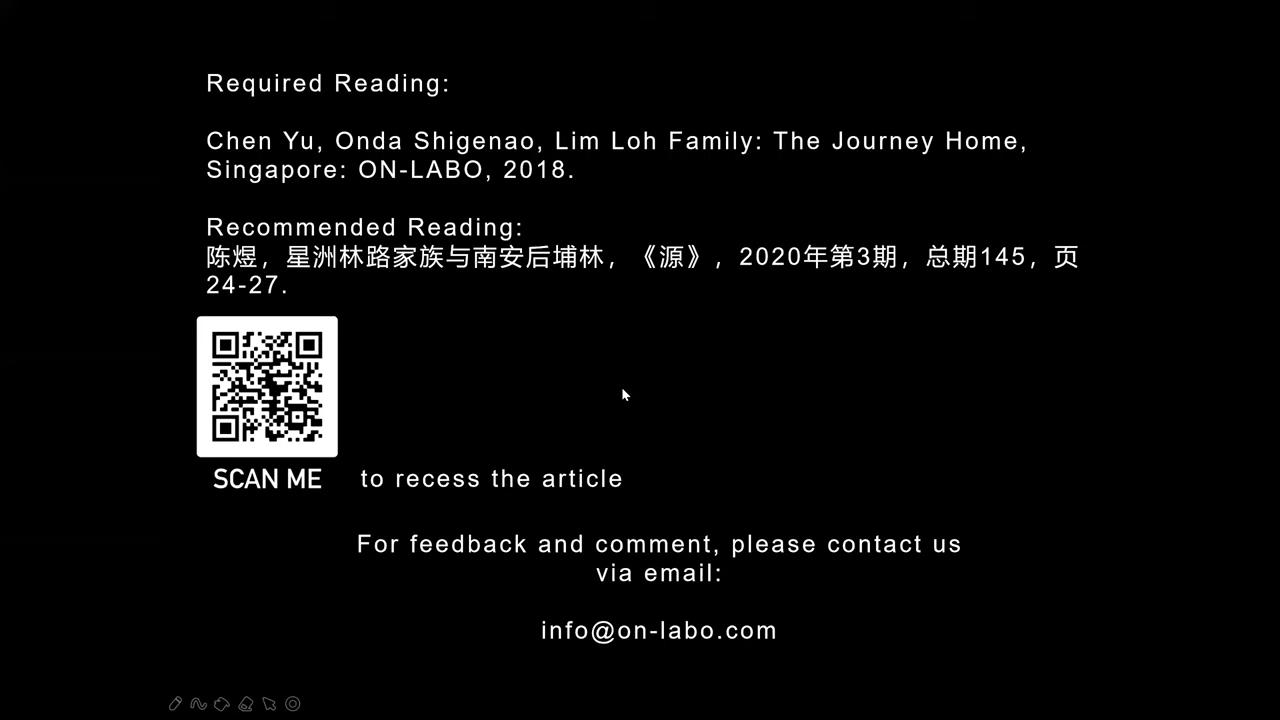 Required Reading:
Chen Yu, Onda Shigenao, Lim Loh Family: The Journey Home,
Singapore: ON-LABO, 2018.
Recommended Reading:
陈煜，星洲林路家族与南安后埔林，《源》，2020年第3期，总期145，页
24-27.
SCAN ME to recess the article
For feedback and comment, please contact us
via email:
info@on-labo.com